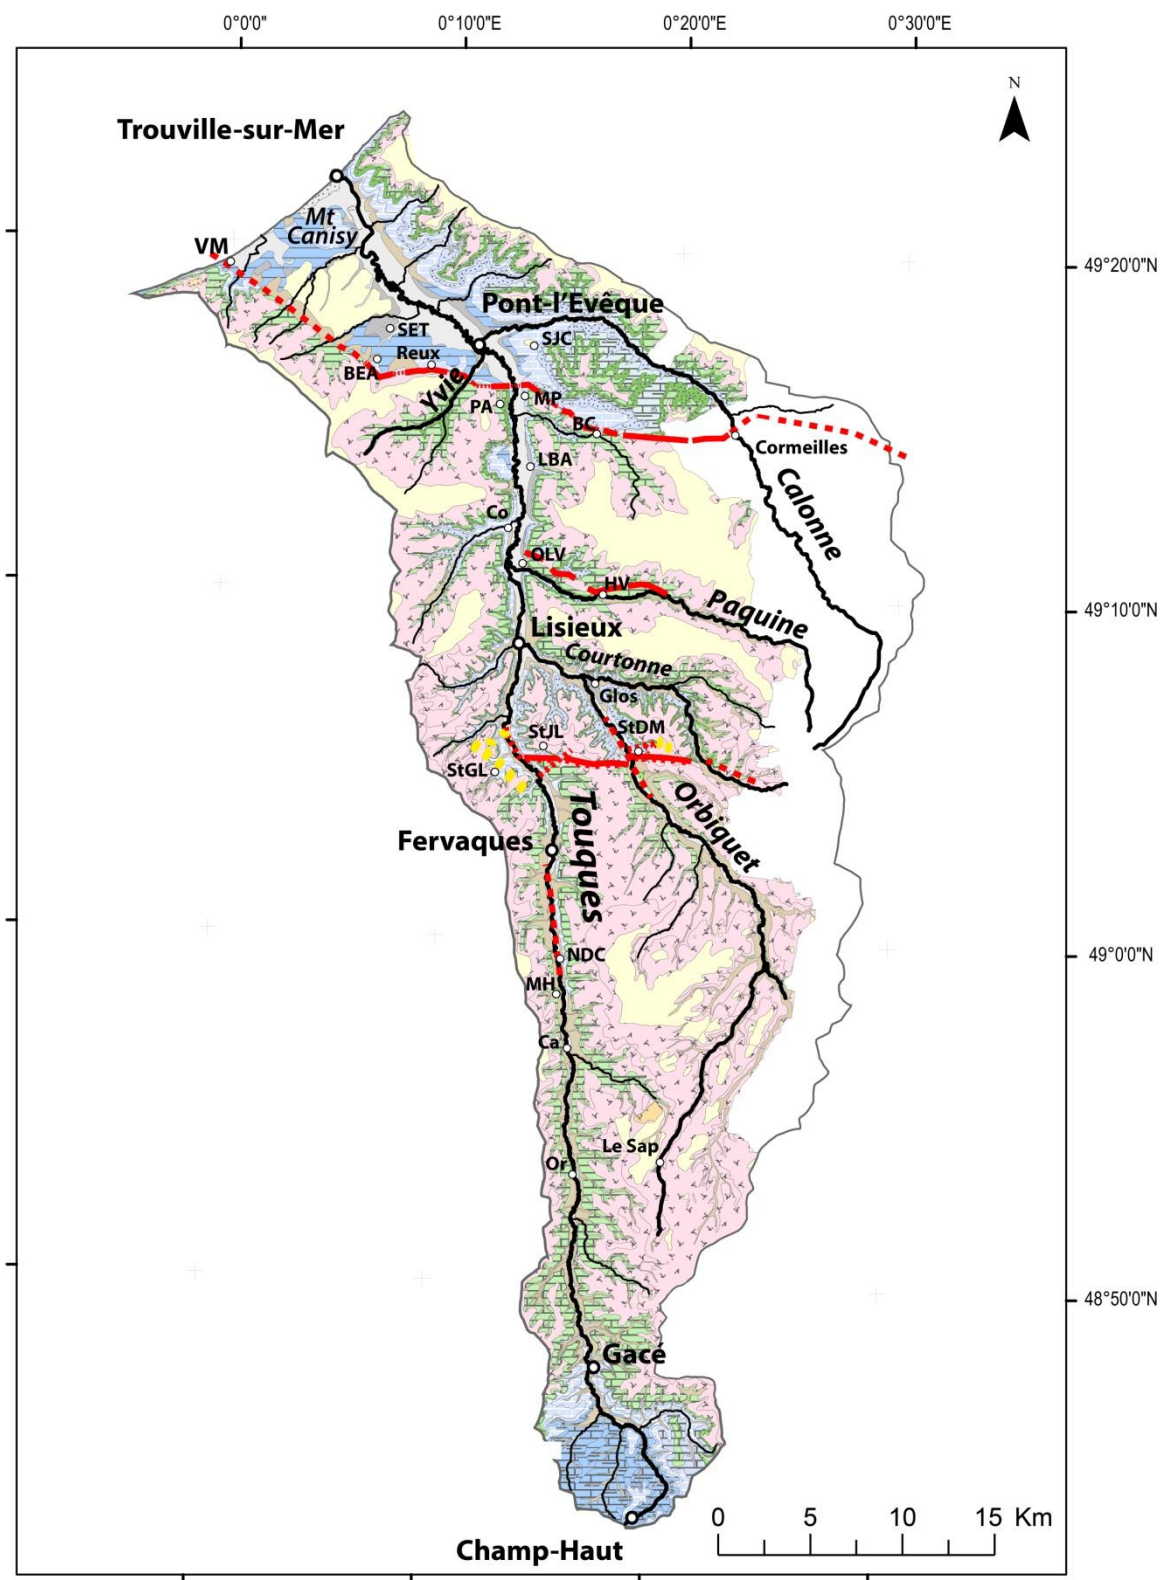 0°0'0"
0°10'0"E
0°20'0"E
0°30'0'E
N
Trouville-sur-Mer
Mt
Canisy
VM
49°20'0"N
Pont-l'Evêque
SET
SJC
Reux
BEA
Yvie
MP
PA
BC
Cormeilles
LBA
Calonne
Co
OLV
HV
Paquine
49°10'0"N
Lisieux
Courtonne
Glos
StJL
StDM
StGL
Touques
Orbiquet
Fervaques
NDC
49°0'0"N
MH
Ca
Le Sap
Or
48°50'0"N
Gacé
0 5 10 15 Km
Champ-Haut